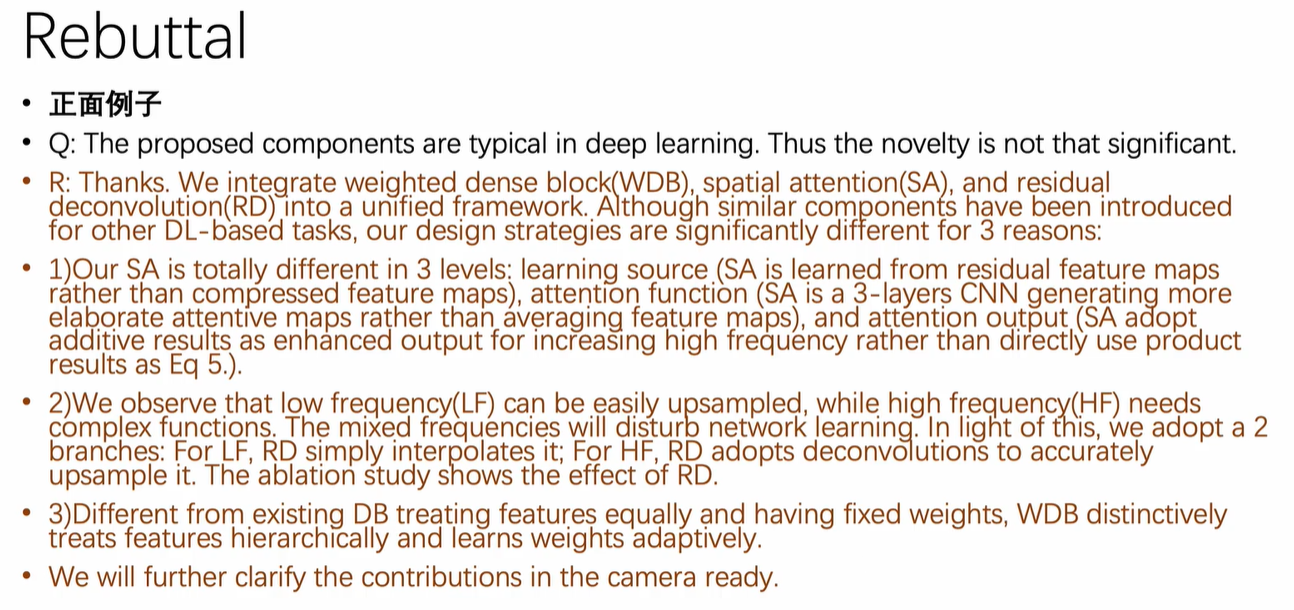 Rebuttal
• 正面例子
• Q: The proposed components are typical in deep learning. Thus the novelty is not that significant.
• R: Thanks. We integrate weighted dense block(WDB), spatial attention(SA), and residual
deconvolution(RD) into a unified framework. Although similar components have been introduced
for other DL-based tasks, our design strategies are significantly different for 3 reasons:
• 1)Our SA is totally different in 3 levels: learning source (SA is learned from residual feature maps
rather than compressed feature maps), attention function (SA is a 3-layers CNN generating more
elaborate attentive maps rather than averaging feature maps), and attention output (SA adopt
additive results as enhanced output for increasing high frequency rather than directly use product
results as Eq 5.).
• 2)We observe that low frequency(LF) can be easily upsampled, while high frequency(HF) needs
complex functions. The mixed frequencies will disturb network learning. In light of this, we adopt a 2
branches: For LF, RD simply interpolates it; For HF, RD adopts deconvolutions to accurately
upsample it. The ablation study shows the effect of RD.
• 3)Different from existing DB treating features equally and having fixed weights, WDB distinctively
treats features hierarchically and learns weights adaptively.
• We will further clarify the contributions in the camera ready.